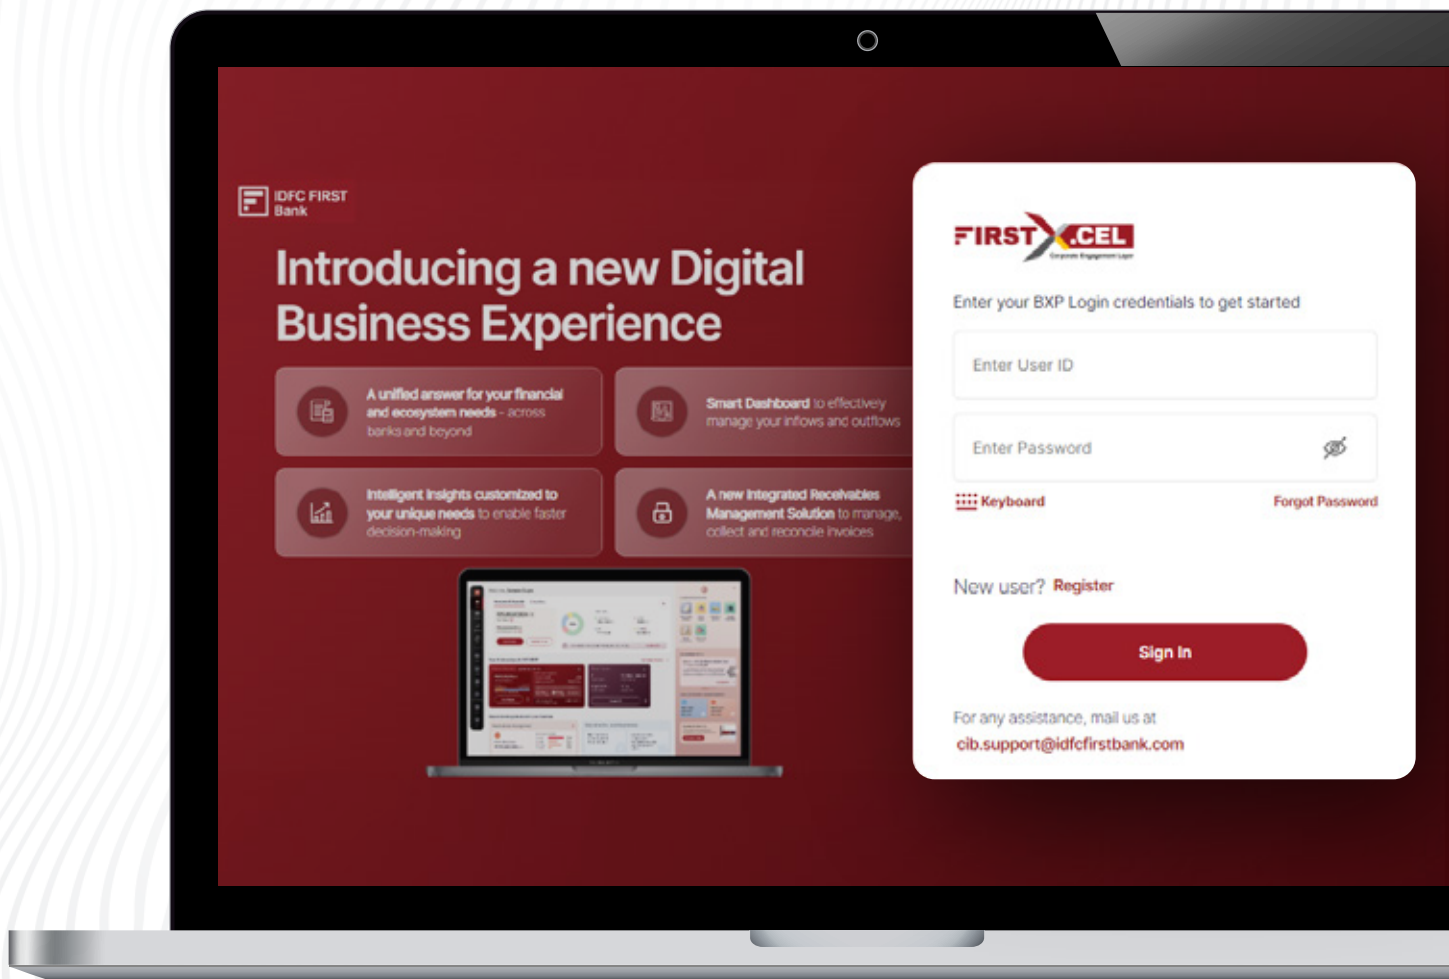 IDFC FIRST
Bank
Introducing a new Digital
Business Experience
A unified answer for your financial
and ecosystem needs - across
banks and beyond
Smart Dashboard to effectively
manage your inflows and outflows
Intelligent Insights customized to
your unique needs to enable faster
decision-making
A new Integrated Receivables
Management Solution to manage,
collect and reconcile invoices
FIRSTX.CEL
Corporate Engagement Layer
Enter your BXP Login credentials to get started
Enter User ID
Enter Password
Keyboard
Forgot Password
New user? Register
Sign In
For any assistance, mail us at
cib.support@idfcfirstbank.com